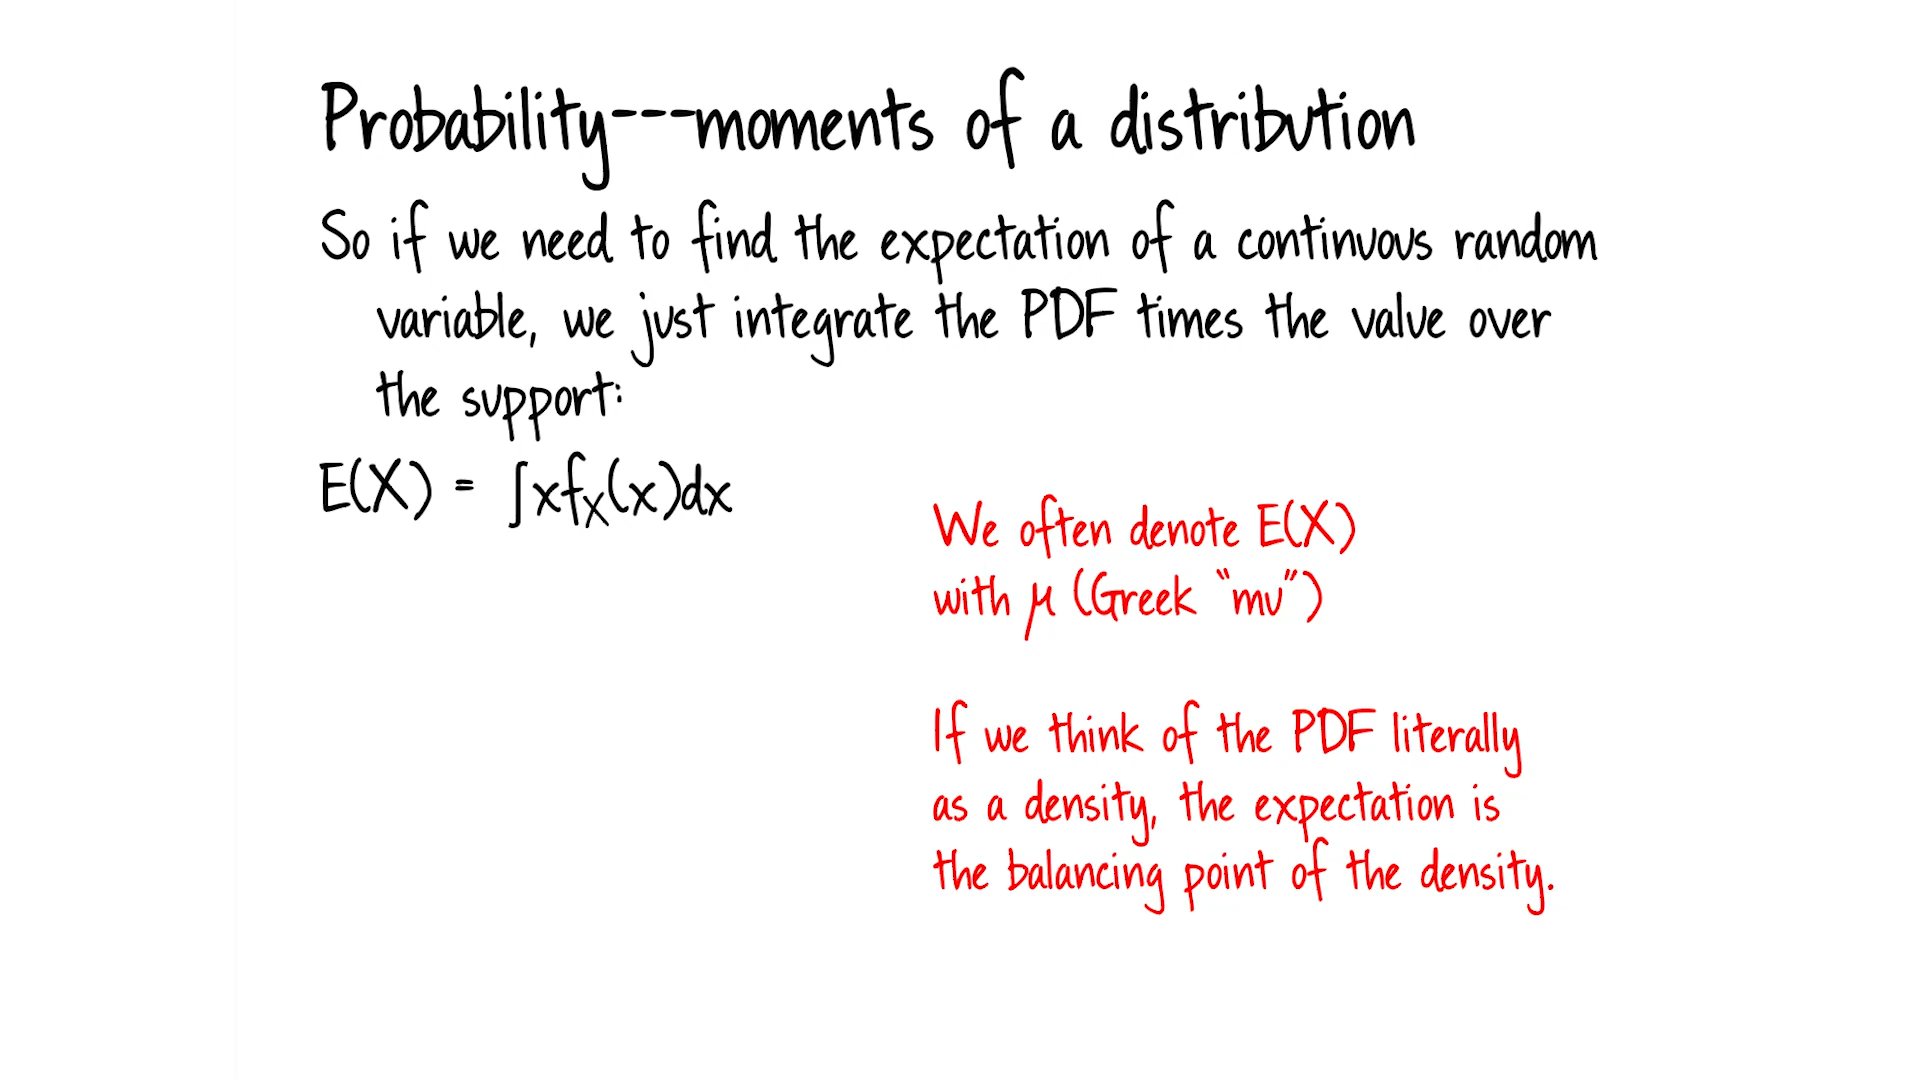 Probability---moments of a distribution
So if we need to find the expectation of a continuous random
variable, we just integrate the PDF times the value over
the support:
E(X) = ∫xfₓ(x)dx
We often denote E(X)
with μ (Greek “mu”)
If we think of the PDF literally
as a density, the expectation is
the balancing point of the density.